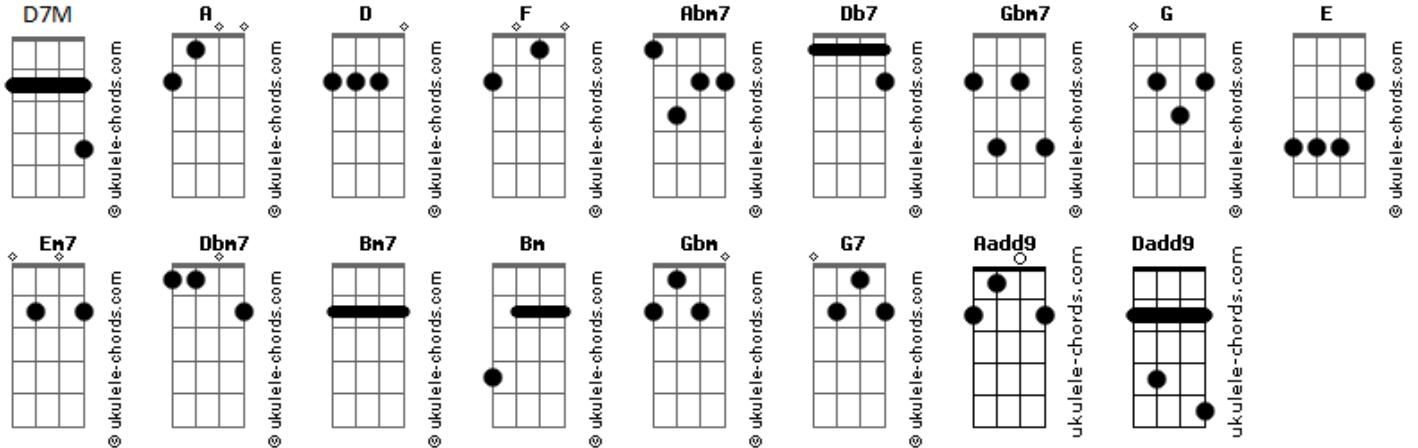 D7M A D F Abm7 Db7 Gbm7 G E
© ukulele-chords.com © ukulele-chords.com © ukulele-chords.com © ukulele-chords.com © ukulele-chords.com © ukulele-chords.com © ukulele-chords.com © ukulele-chords.com © ukulele-chords.com
Em7 Dbm7 Bm7 Bm Gbm G7 Aadd9 Dadd9
© ukulele-chords.com © ukulele-chords.com © ukulele-chords.com © ukulele-chords.com © ukulele-chords.com © ukulele-chords.com ukulele-chords.com ukulele-chords.com